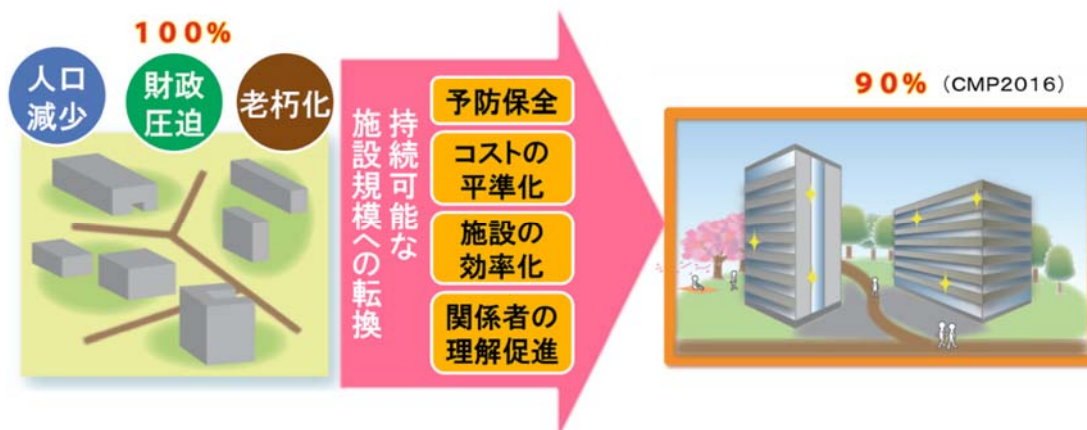 100%
人口
減少
財政
圧迫
老朽化
持続可能な
施設規模への転換
予防保全
コストの
平準化
施設の
効率化
関係者の
理解促進
90% (CMP2016)